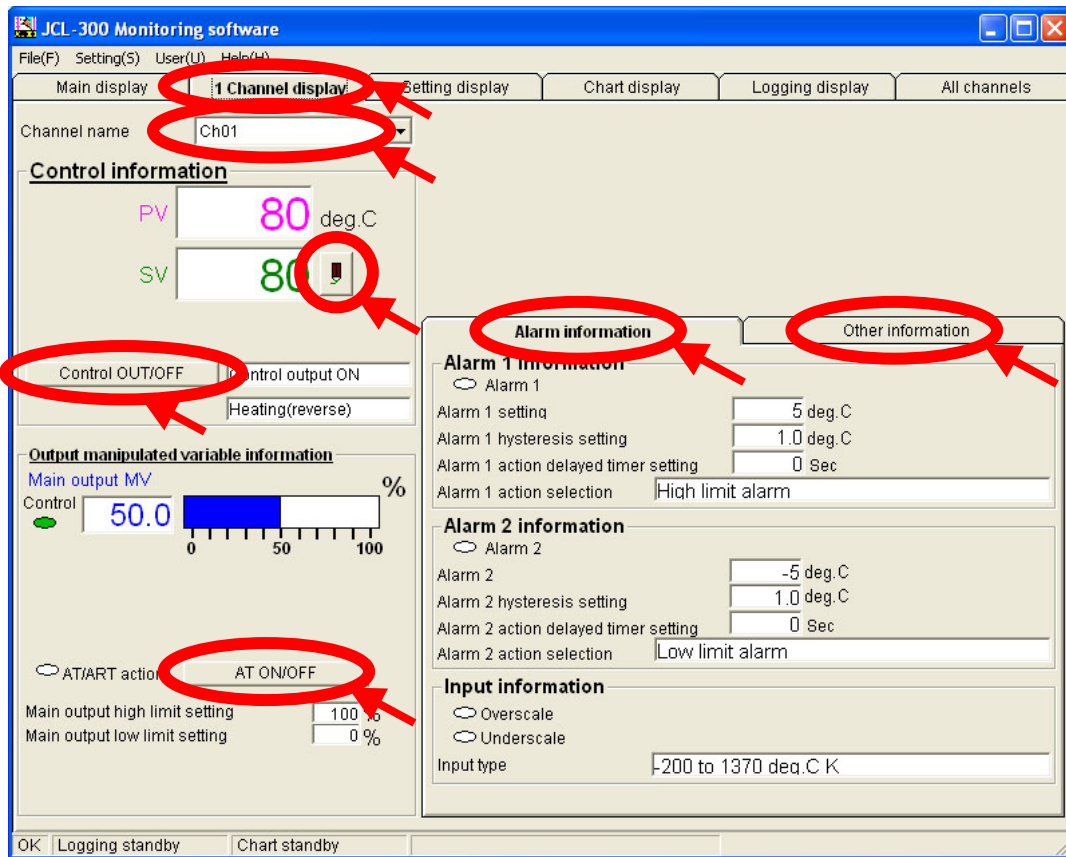 JCL-300 Monitoring software
File(F) Setting(S) User(U) Help(H)
Main display 1 Channel display Setting display Chart display Logging display All channels
Channel name Ch01
Control information
PV 80 deg.C
SV 80
Control OUT/OFF Control output ON
Heating(reverse)
Output manipulated variable information
Main output MV
Control 50.0 %
0 50 100
AT/ART action AT ON/OFF
Main output high limit setting 100 %
Main output low limit setting 0 %
Alarm information Other information
Alarm 1 information
Alarm 1
Alarm 1 setting 5 deg.C
Alarm 1 hysteresis setting 1.0 deg.C
Alarm 1 action delayed timer setting 0 Sec
Alarm 1 action selection High limit alarm
Alarm 2 information
Alarm 2
Alarm 2 -5 deg.C
Alarm 2 hysteresis setting 1.0 deg.C
Alarm 2 action delayed timer setting 0 Sec
Alarm 2 action selection Low limit alarm
Input information
Overscale
Underscale
Input type -200 to 1370 deg.C K
OK Logging standby Chart standby